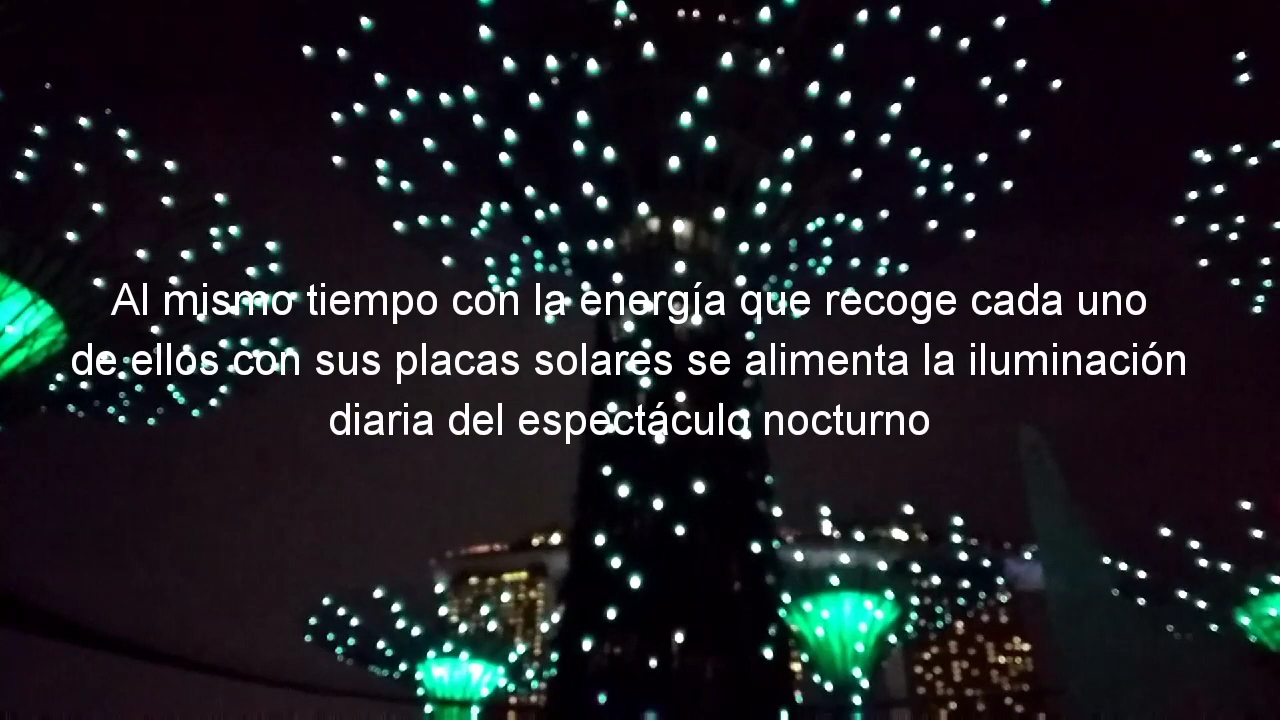 Al mismo tiempo con la energía que recoge cada uno
de ellos con sus placas solares se alimenta la iluminación
diaria del espectáculo nocturno